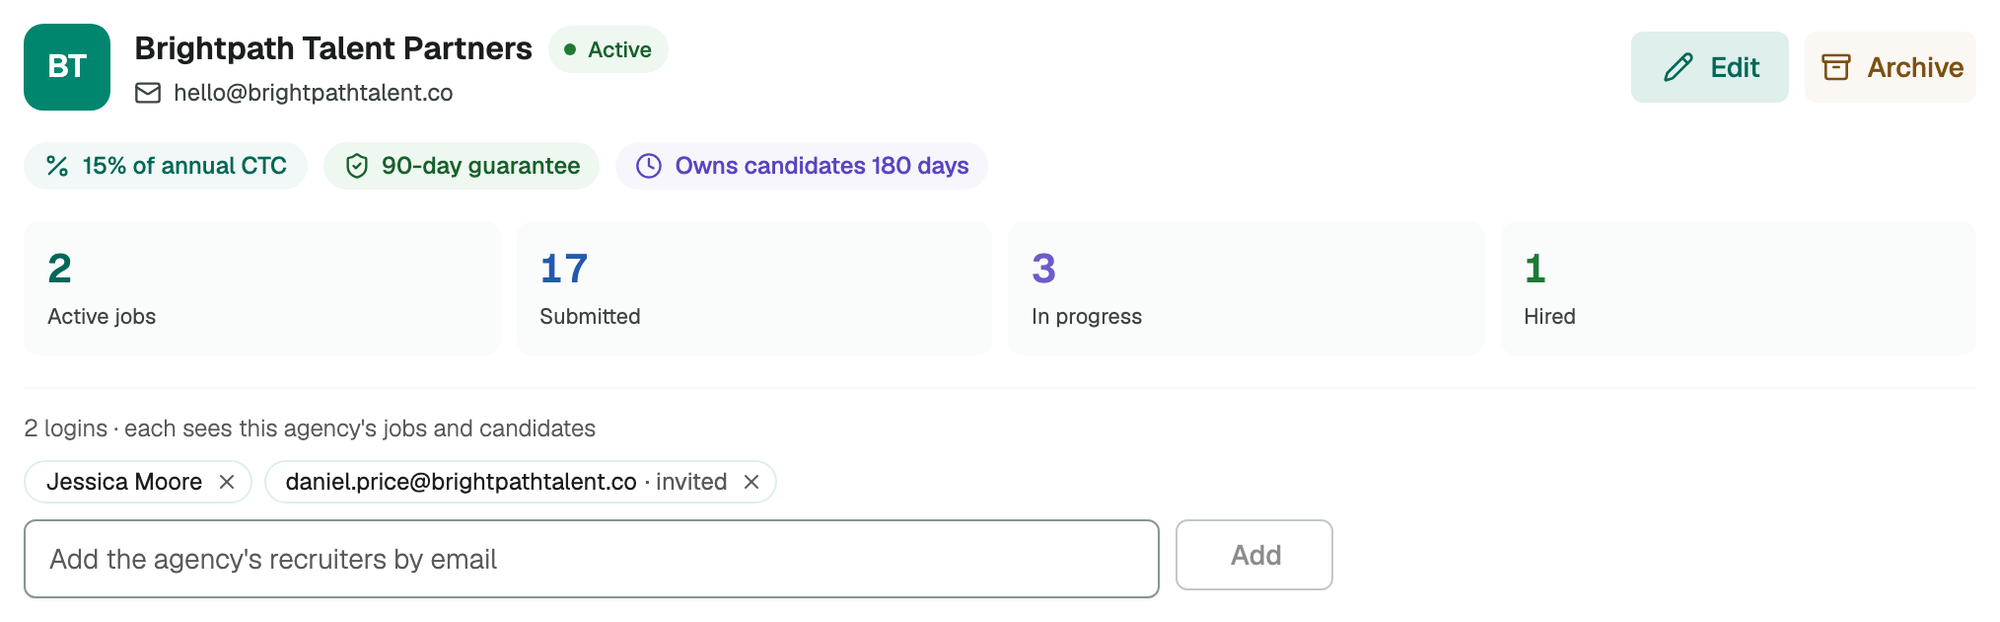 BT
Brightpath Talent Partners
Active
hello@brightpathtalent.co
Edit
Archive
15% of annual CTC
90-day guarantee
Owns candidates 180 days
2
Active jobs
17
Submitted
3
In progress
1
Hired
2 logins · each sees this agency's jobs and candidates
Jessica Moore
daniel.price@brightpathtalent.co · invited
Add the agency's recruiters by email
Add